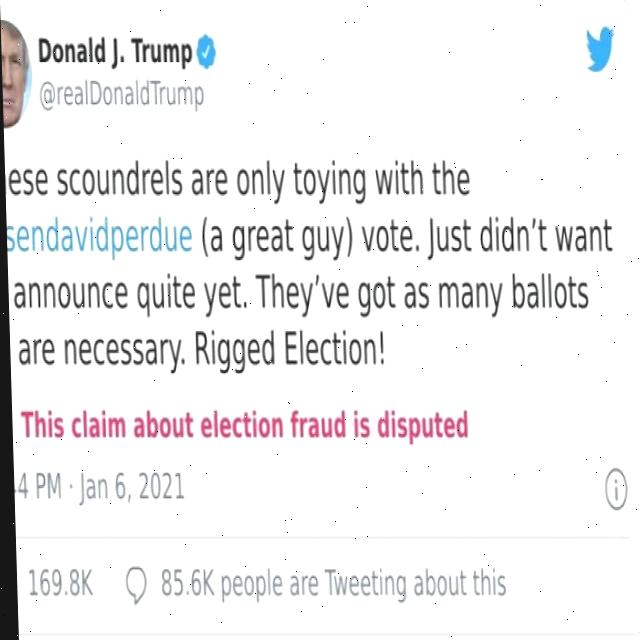 Donald J. Trump
@realDonaldTrump
ese scoundrels are only toying with the
sendavidperdue (a great guy) vote. Just didn't want
announce quite yet. They've got as many ballots
are necessary. Rigged Election!
This claim about election fraud is disputed
4 PM · Jan 6, 2021
169.8K 85.6K people are Tweeting about this